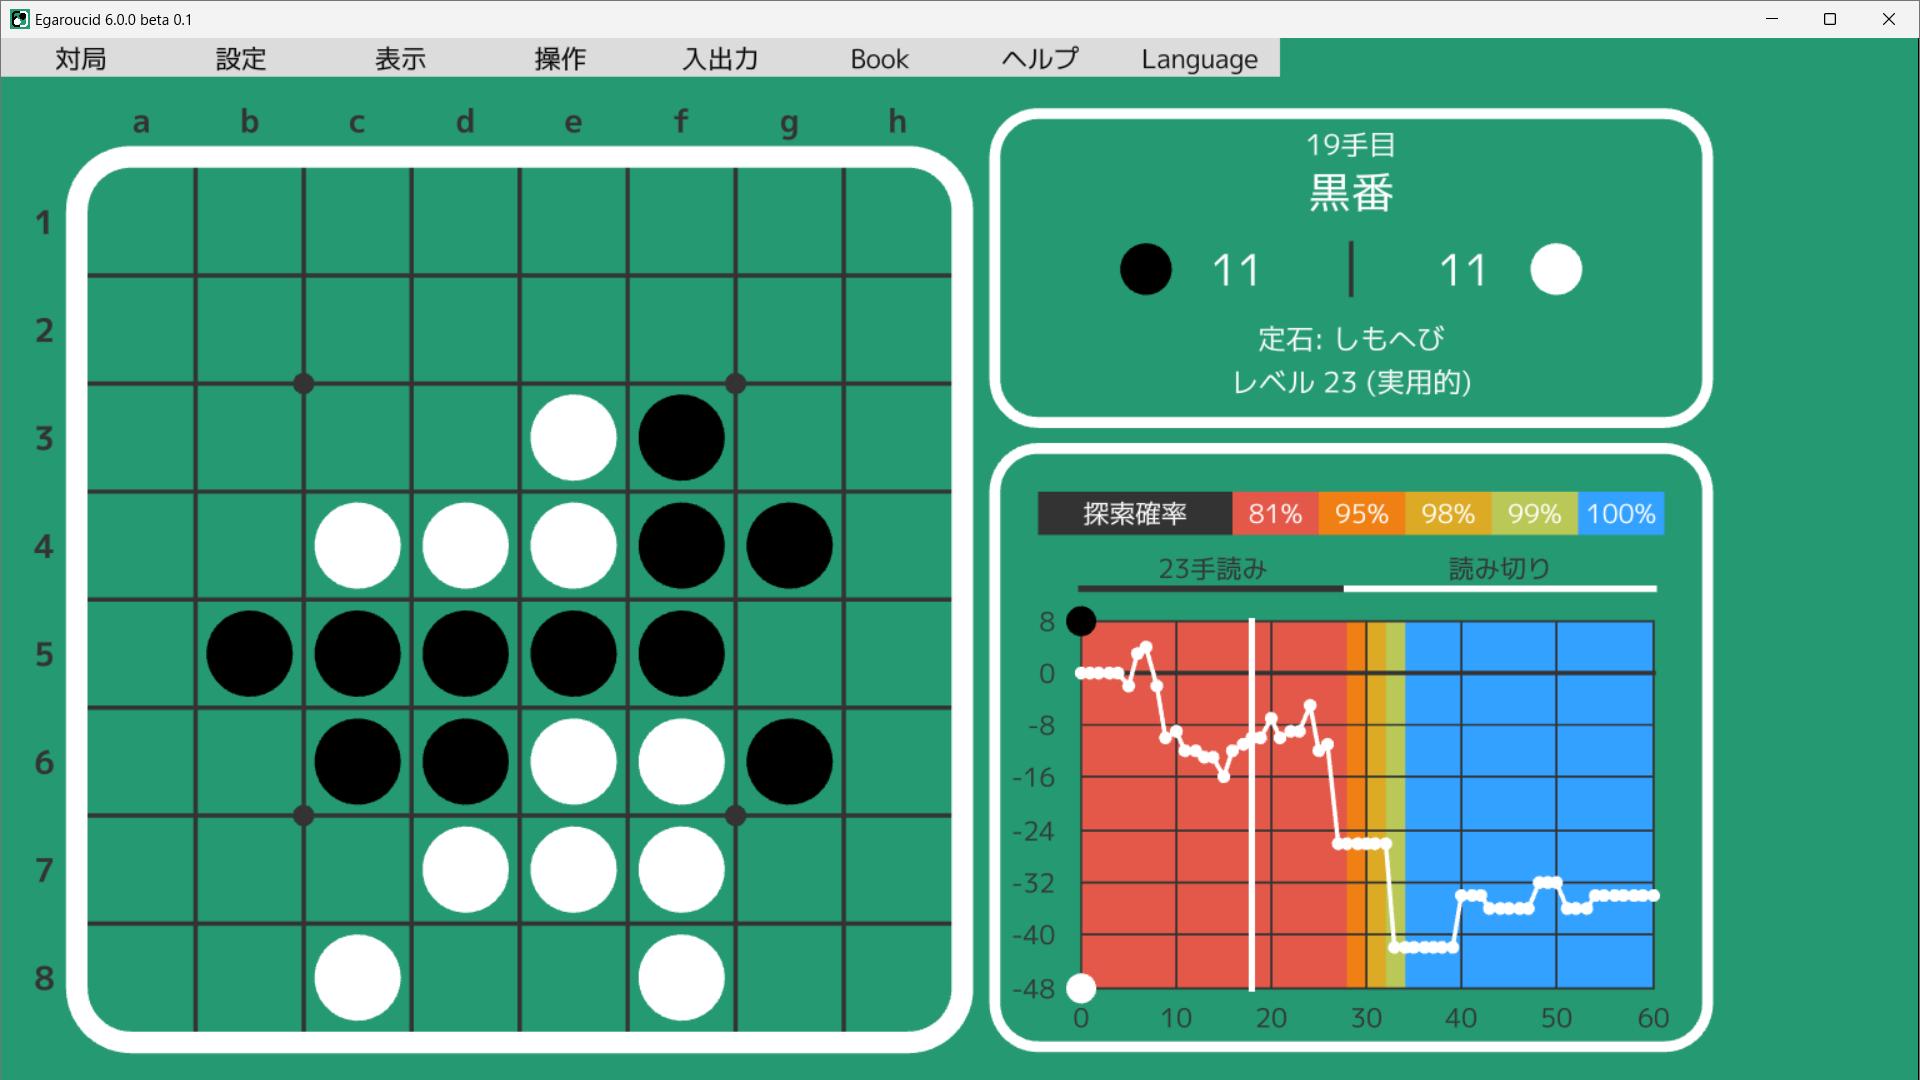 Egaroucid 6.0.0 beta 0.1
対局 設定 表示 操作 入出力 Book ヘルプ Language
a b c d e f g h
1
2
3
4
5
6
7
8
19手目
黒番
11 11
定石: しもへび
レベル 23 (実用的)
探索確率 81% 95% 98% 99% 100%
23手読み 読み切り
8
0
-8
-16
-24
-32
-40
-48
0 10 20 30 40 50 60